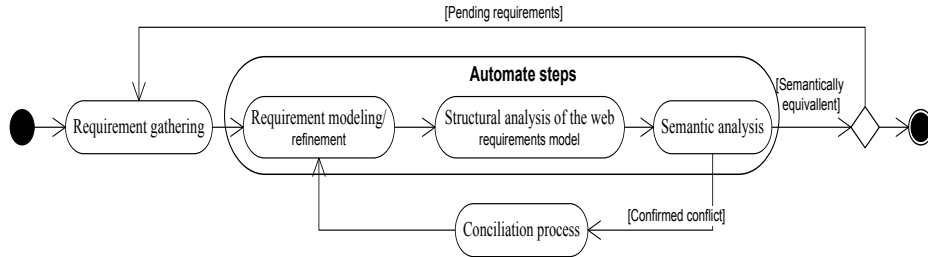 [Pending requirements]
Automate steps
[Semantically
equivallent]
Requirement gathering
Requirement modeling/
refinement
Structural analysis of the web
requirements model
Semantic analysis
[Confirmed conflict]
Conciliation process